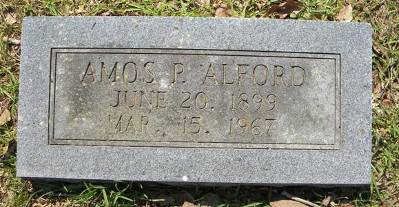 AMOS P. ALFORD
JUNE 20, 1899
MAR. 15, 1967